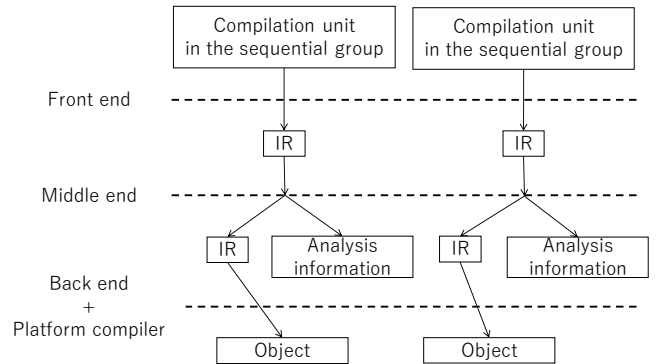 Compilation unit
in the sequential group
Compilation unit
in the sequential group
Front end
IR
IR
Middle end
IR
Analysis
information
IR
Analysis
information
Back end
+
Platform compiler
Object
Object